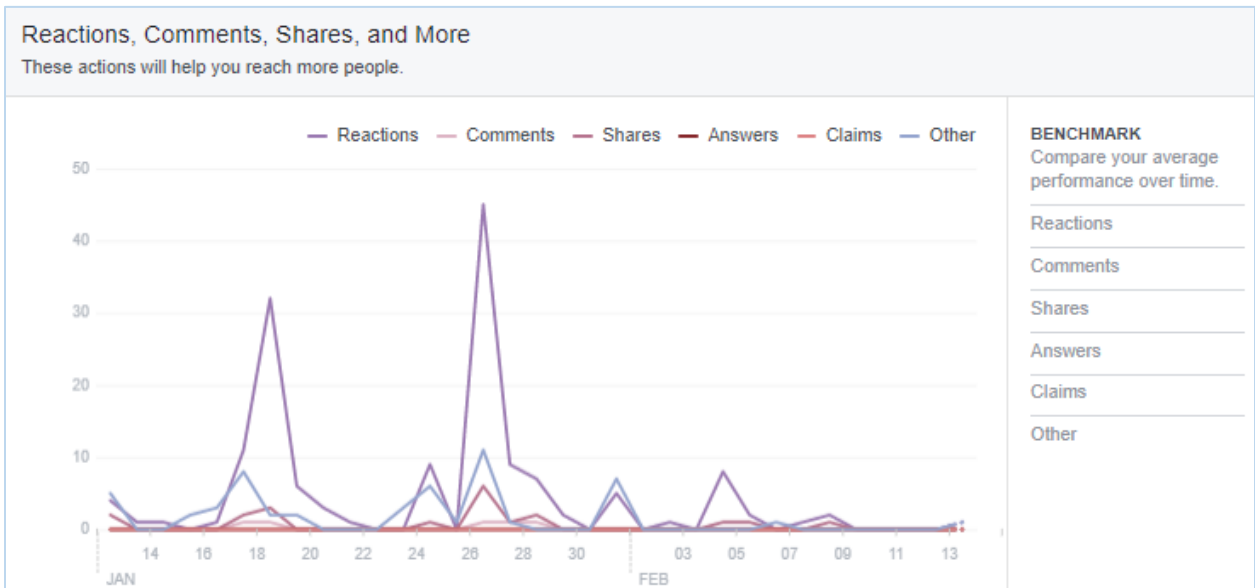 Reactions, Comments, Shares, and More
These actions will help you reach more people.
Reactions Comments Shares Answers Claims Other
50
40
30
20
10
0
14 16 18 20 22 24 26 28 30 03 05 07 09 11 13
JAN FEB
BENCHMARK
Compare your average
performance over time.
Reactions
Comments
Shares
Answers
Claims
Other